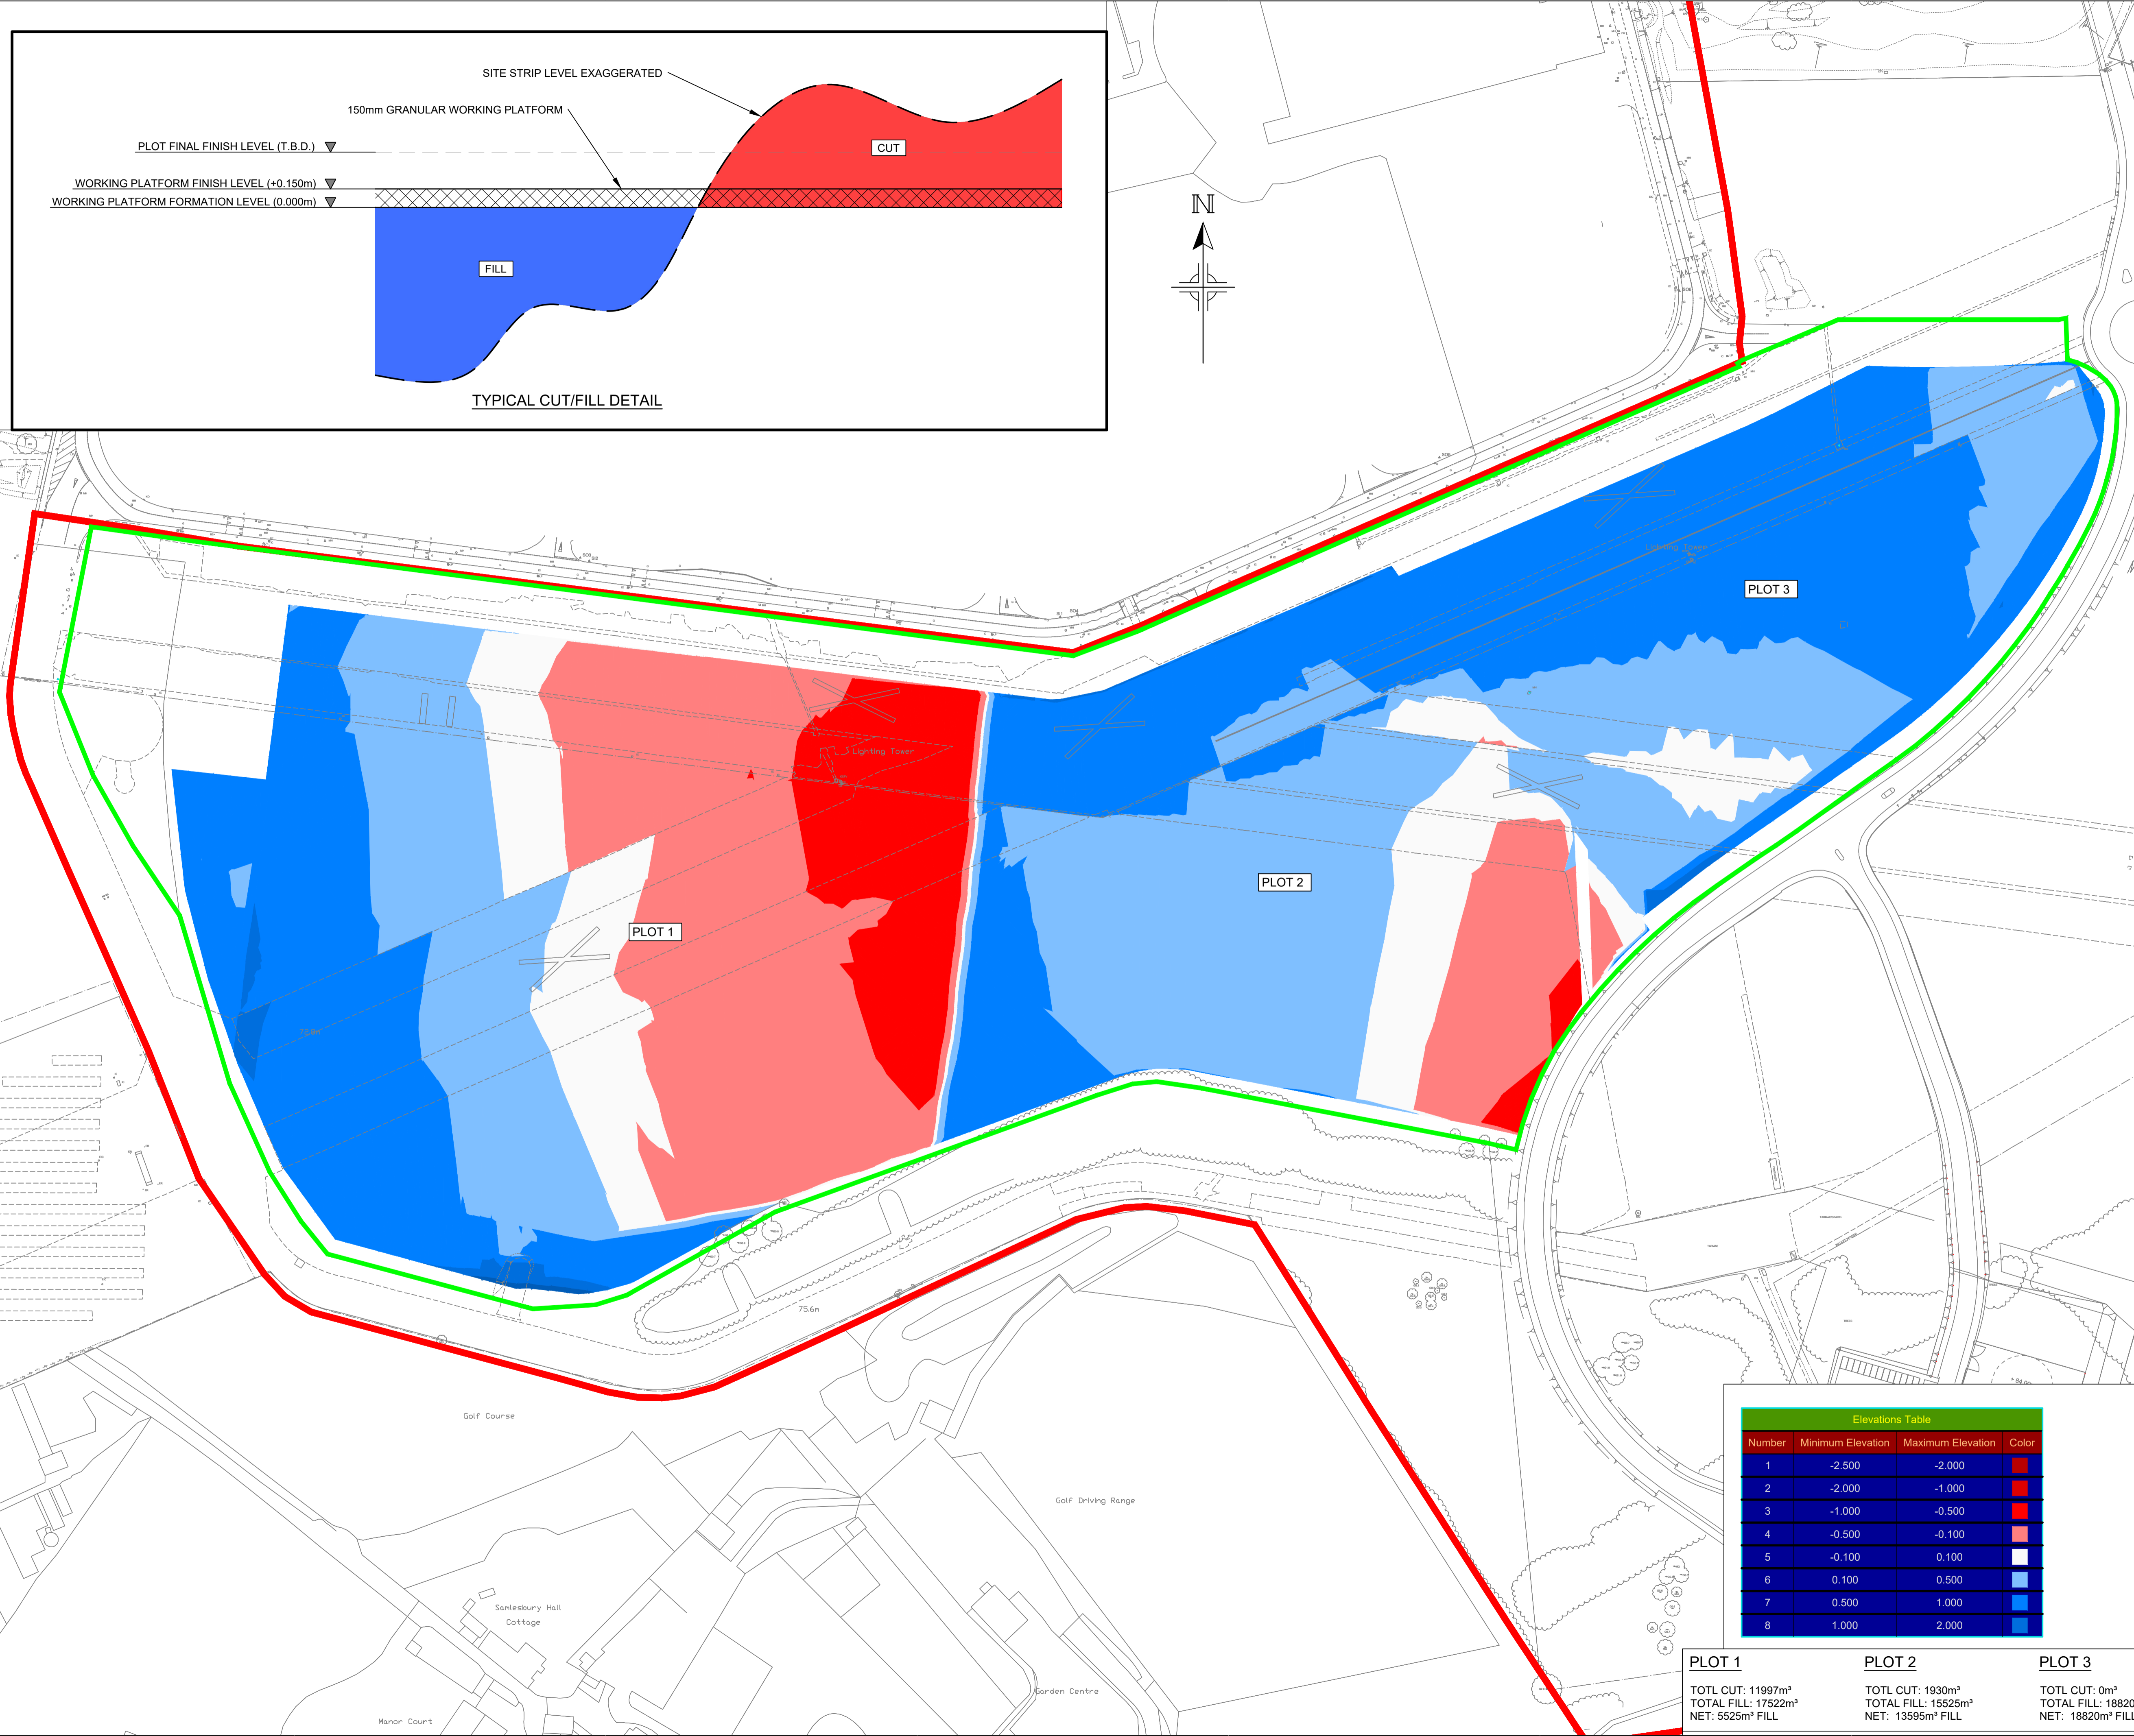 SITE STRIP LEVEL EXAGGERATED
150mm GRANULAR WORKING PLATFORM
PLOT FINAL FINISH LEVEL (T.B.D.)
CUT
WORKING PLATFORM FINISH LEVEL (+0.150m)
WORKING PLATFORM FORMATION LEVEL (0.000m)
FILL
TYPICAL CUT/FILL DETAIL
N
PLOT 3
Lighting Tower
PLOT 2
PLOT 1
75.6m
Golf Course
Golf Driving Range
Samlesbury Hall
Cottage
Garden Centre
Manor Court
Elevations Table
Number Minimum Elevation Maximum Elevation Color
1 -2.500 -2.000
2 -2.000 -1.000
3 -1.000 -0.500
4 -0.500 -0.100
5 -0.100 0.100
6 0.100 0.500
7 0.500 1.000
8 1.000 2.000
PLOT 1
TOTL CUT: 11997m³
TOTAL FILL: 17522m³
NET: 5525m³ FILL
PLOT 2
TOTL CUT: 1930m³
TOTAL FILL: 15525m³
NET: 13595m³ FILL
PLOT 3
TOTL CUT: 0m³
TOTAL FILL: 18820
NET: 18820m³ FILL